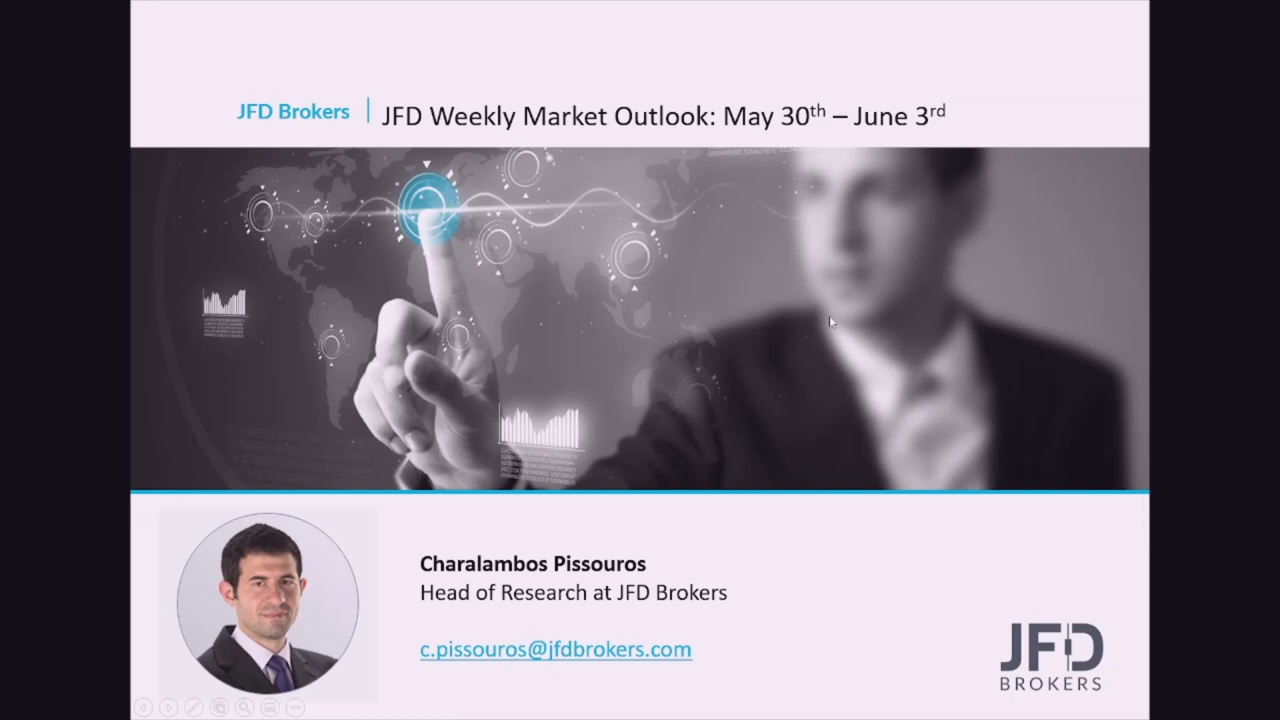 JFD Brokers
JFD Weekly Market Outlook: May 30th – June 3rd
Charalambos Pissouros
Head of Research at JFD Brokers
c.pissouros@jfdbrokers.com
JFD
BROKERS